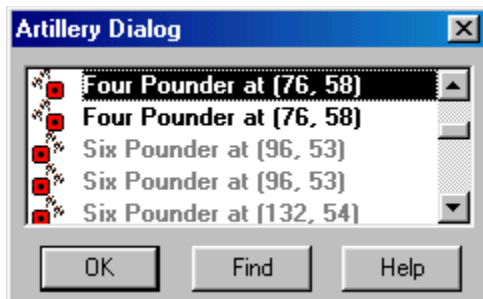 Artillery Dialog
Four Pounder at (76, 58)
Four Pounder at (76, 58)
Six Pounder at (96, 53)
Six Pounder at (96, 53)
Six Pounder at (132, 54)
OK Find Help